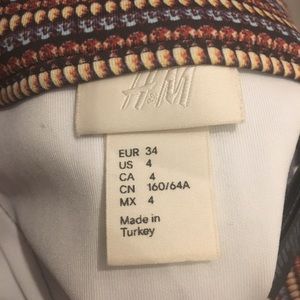 H&M
EUR 34
US 4
CA 4
CN 160/64A
MX 4
Made in
Turkey